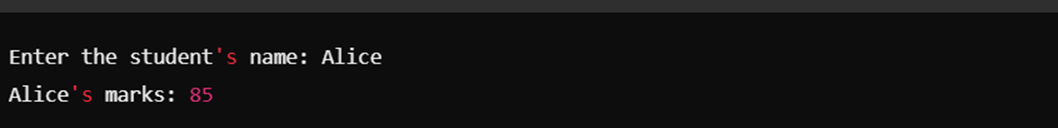 Enter the student's name: Alice
Alice's marks: 85